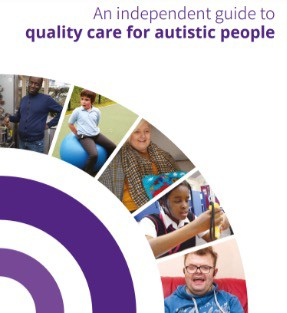 An independent guide to
quality care for autistic people